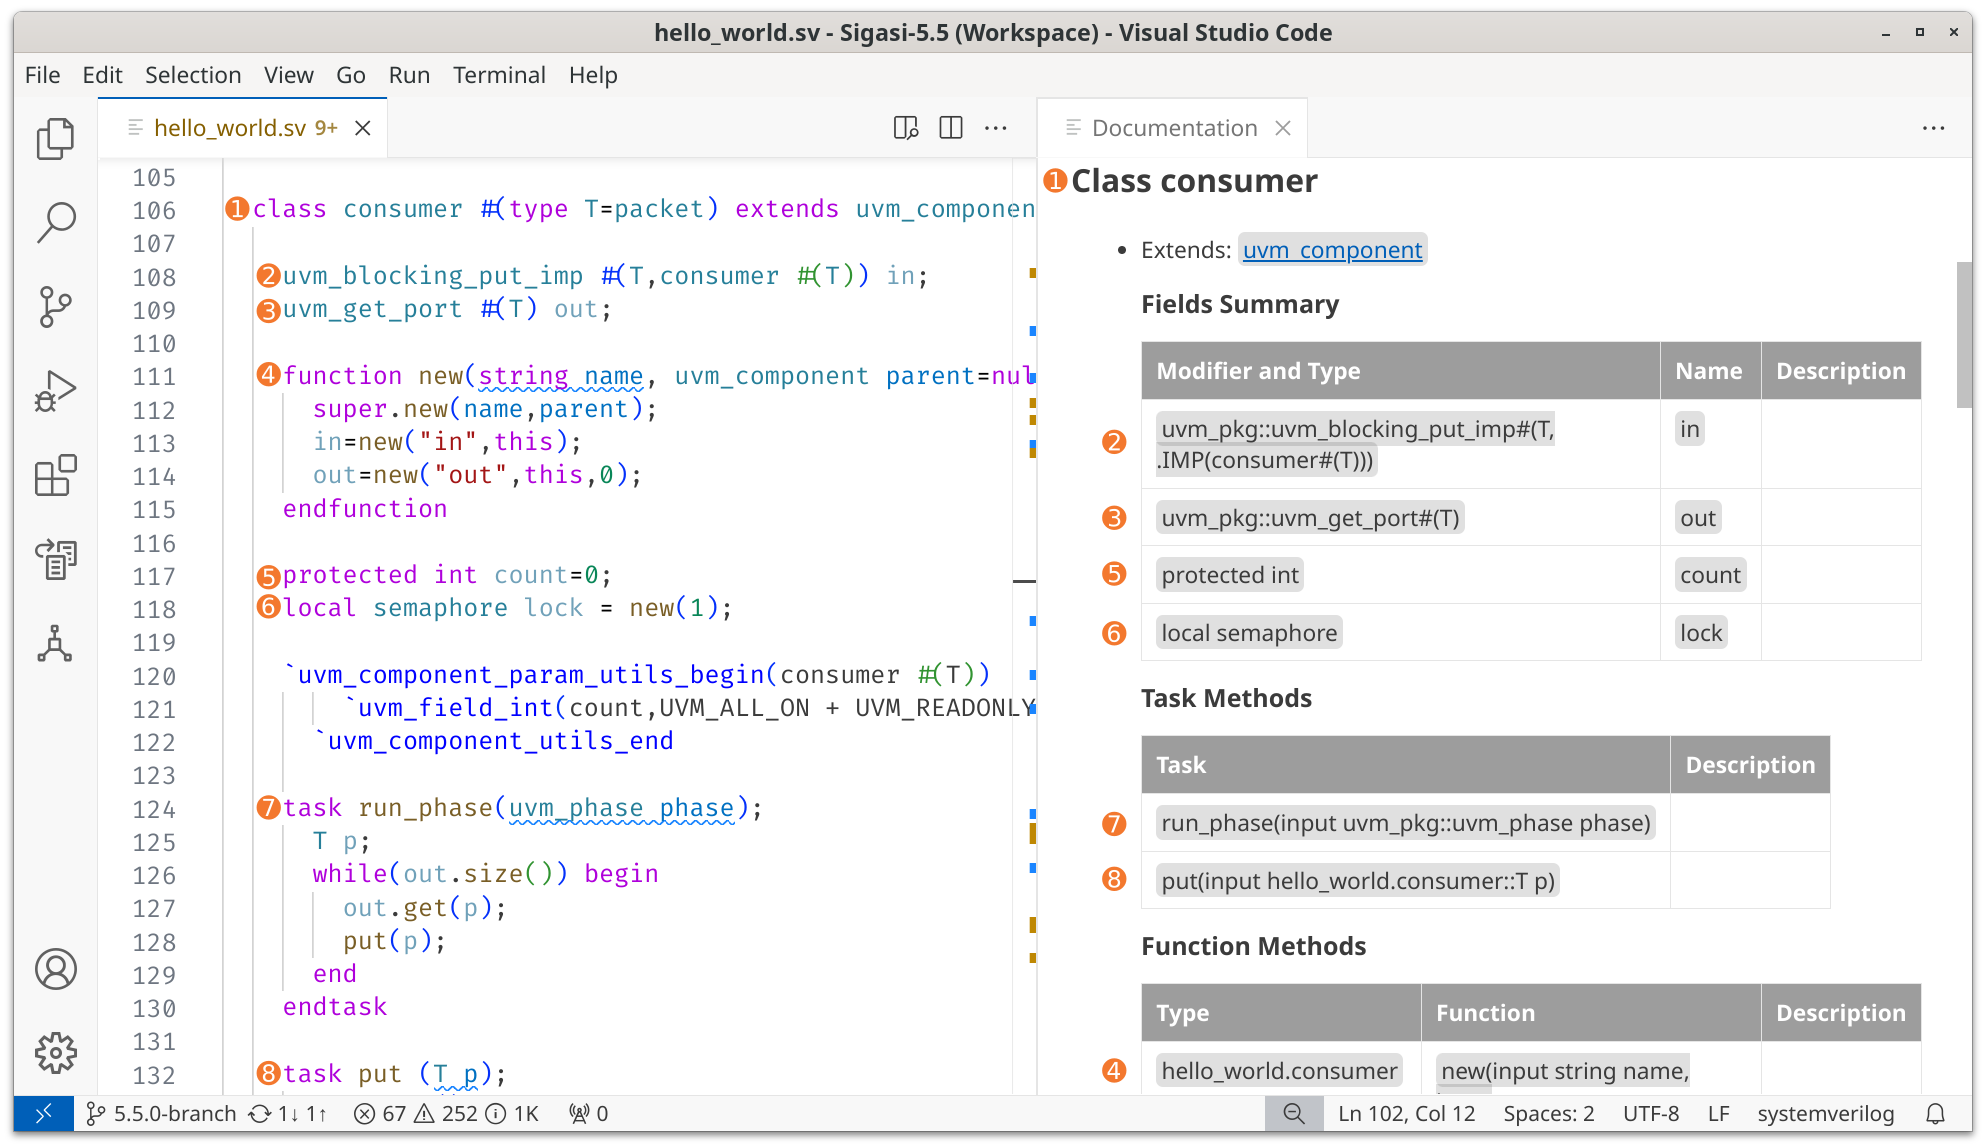 hello_world.sv - Sigasi-5.5 (Workspace) - Visual Studio Code
File Edit Selection View Go Run Terminal Help
hello_world.sv 9+
105
106 1 class consumer #(type T=packet) extends uvm_componen
107
108 2 uvm_blocking_put_imp #(T,consumer #(T)) in;
109 3 uvm_get_port #(T) out;
110
111 4 function new(string name, uvm_component parent=nul
112 super.new(name,parent);
113 in=new("in",this);
114 out=new("out",this,0);
115 endfunction
116
117 5 protected int count=0;
118 6 local semaphore lock = new(1);
119
120 `uvm_component_param_utils_begin(consumer #(T))
121 `uvm_field_int(count,UVM_ALL_ON + UVM_READONLY
122 `uvm_component_utils_end
123
124 7 task run_phase(uvm_phase phase);
125 T p;
126 while(out.size()) begin
127 out.get(p);
128 put(p);
129 end
130 endtask
131
132 8 task put (T p);
Documentation
1 Class consumer
• Extends: uvm_component
Fields Summary
Modifier and Type Name Description
2 uvm_pkg::uvm_blocking_put_imp#(T, in
.IMP(consumer#(T)))
3 uvm_pkg::uvm_get_port#(T) out
5 protected int count
6 local semaphore lock
Task Methods
Task Description
7 run_phase(input uvm_pkg::uvm_phase phase)
8 put(input hello_world.consumer::T p)
Function Methods
Type Function Description
4 hello_world.consumer new(input string name,
5.5.0-branch 1↓ 1↑ 67 252 1K 0 Ln 102, Col 12 Spaces: 2 UTF-8 LF systemverilog